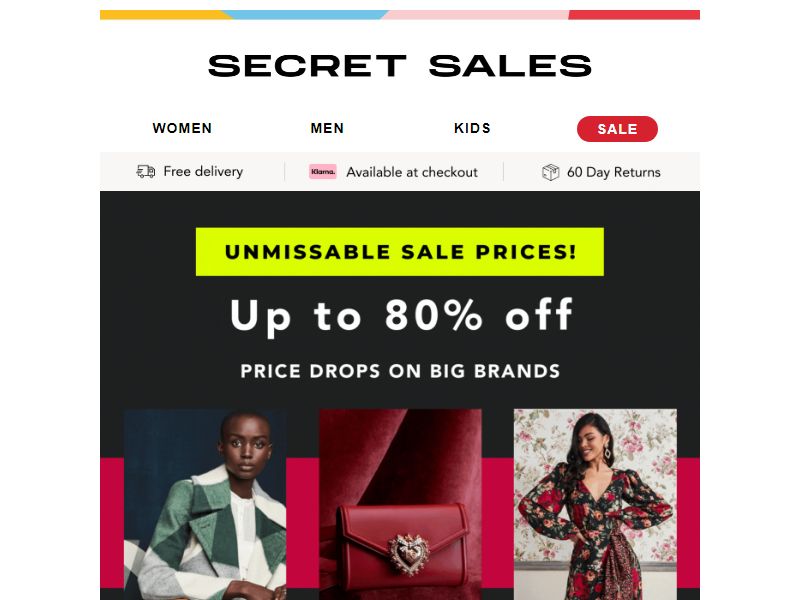 SECRET SALES
WOMEN MEN KIDS SALE
Free delivery Klarna. Available at checkout 60 Day Returns
UNMISSABLE SALE PRICES!
Up to 80% off
PRICE DROPS ON BIG BRANDS